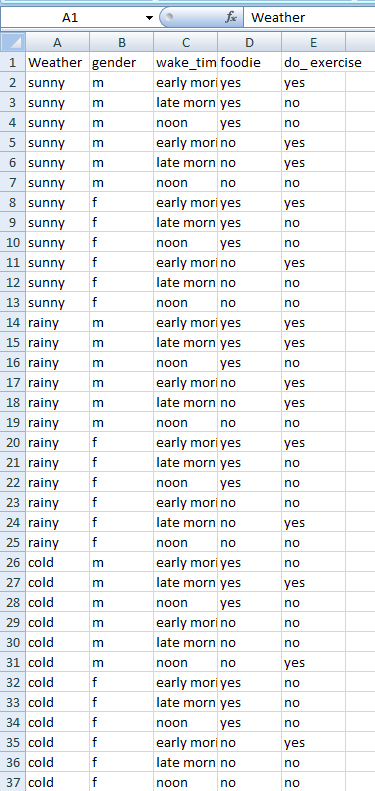 A1 fx Weather
A B C D E
1 Weather gender wake_tim foodie do_ exercise
2 sunny m early mori yes yes
3 sunny m late morn yes no
4 sunny m noon yes no
5 sunny m early mori no yes
6 sunny m late morn no yes
7 sunny m noon no no
8 sunny f early mori yes yes
9 sunny f late morn yes no
10 sunny f noon yes no
11 sunny f early mori no yes
12 sunny f late morn no no
13 sunny f noon no no
14 rainy m early mori yes yes
15 rainy m late morn yes yes
16 rainy m noon yes no
17 rainy m early mori no yes
18 rainy m late morn no yes
19 rainy m noon no no
20 rainy f early mori yes yes
21 rainy f late morn yes no
22 rainy f noon yes no
23 rainy f early mori no no
24 rainy f late morn no yes
25 rainy f noon no no
26 cold m early mori yes no
27 cold m late morn yes yes
28 cold m noon yes no
29 cold m early mori no no
30 cold m late morn no no
31 cold m noon no yes
32 cold f early mori yes no
33 cold f late morn yes no
34 cold f noon yes no
35 cold f early mori no yes
36 cold f late morn no no
37 cold f noon no no